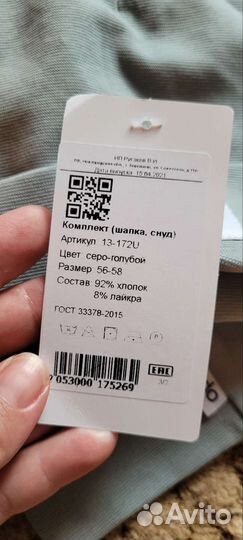 ИП Русаков В.И.
Дата выпуска 15.04.2021
Комплект (шапка, снуд)
Артикул 13-172U
Цвет серо-голубой
Размер: 56-58
Состав 92% хлопок
8% лайкра
ГОСТ 33378-2015
EAC
053000 175269
Avito